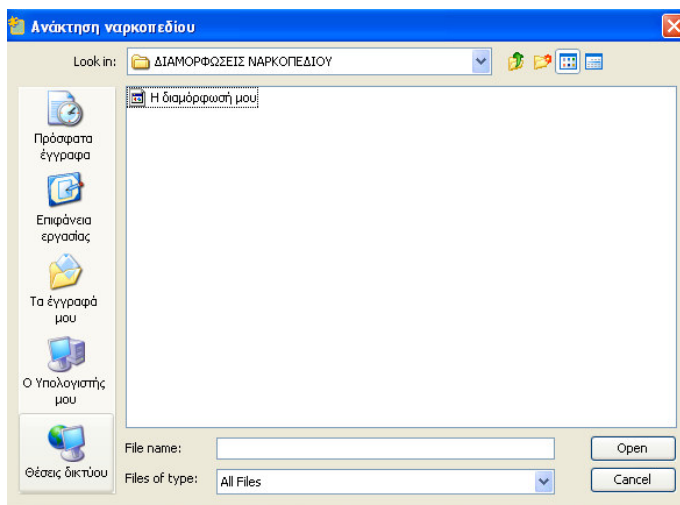 Ανάκτηση ναρκοπεδίου
Look in: ΔΙΑΜΟΡΦΩΣΕΙΣ ΝΑΡΚΟΠΕΔΙΟΥ
Η διαμόρφωσή μου
Πρόσφατα
έγγραφα
Επιφάνεια
εργασίας
Τα έγγραφά
μου
Ο Υπολογιστής
μου
Θέσεις δικτύου
File name:
Open
Files of type: All Files
Cancel